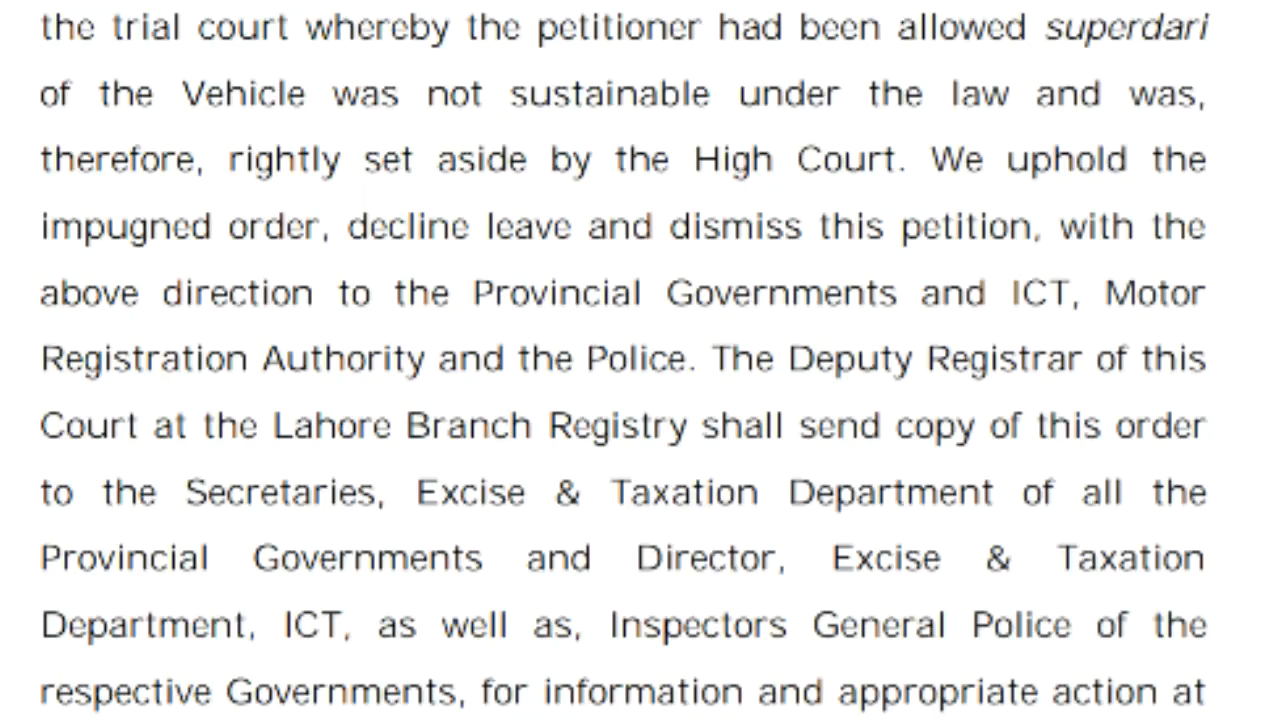 the trial court whereby the petitioner had been allowed superdari
of the Vehicle was not sustainable under the law and was,
therefore, rightly set aside by the High Court. We uphold the
impugned order, decline leave and dismiss this petition, with the
above direction to the Provincial Governments and ICT, Motor
Registration Authority and the Police. The Deputy Registrar of this
Court at the Lahore Branch Registry shall send copy of this order
to the Secretaries, Excise & Taxation Department of all the
Provincial Governments and Director, Excise & Taxation
Department, ICT, as well as, Inspectors General Police of the
respective Governments, for information and appropriate action at